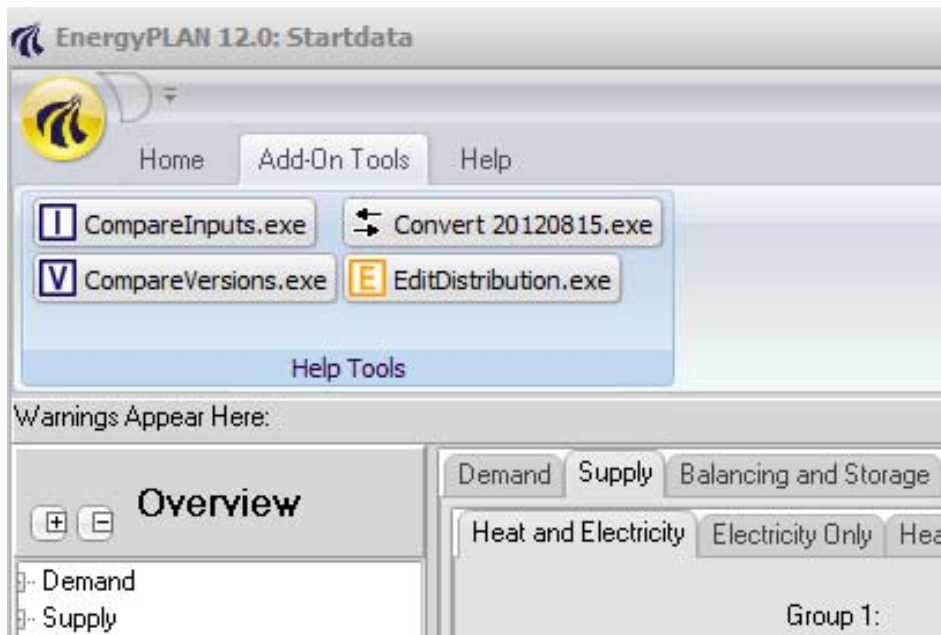 EnergyPLAN 12.0: Startdata
Home Add-On Tools Help
I CompareInputs.exe Convert 20120815.exe
V CompareVersions.exe E EditDistribution.exe
Help Tools
Warnings Appear Here:
Overview
Demand Supply Balancing and Storage
Heat and Electricity Electricity Only Hea
Demand
Supply
Group 1: